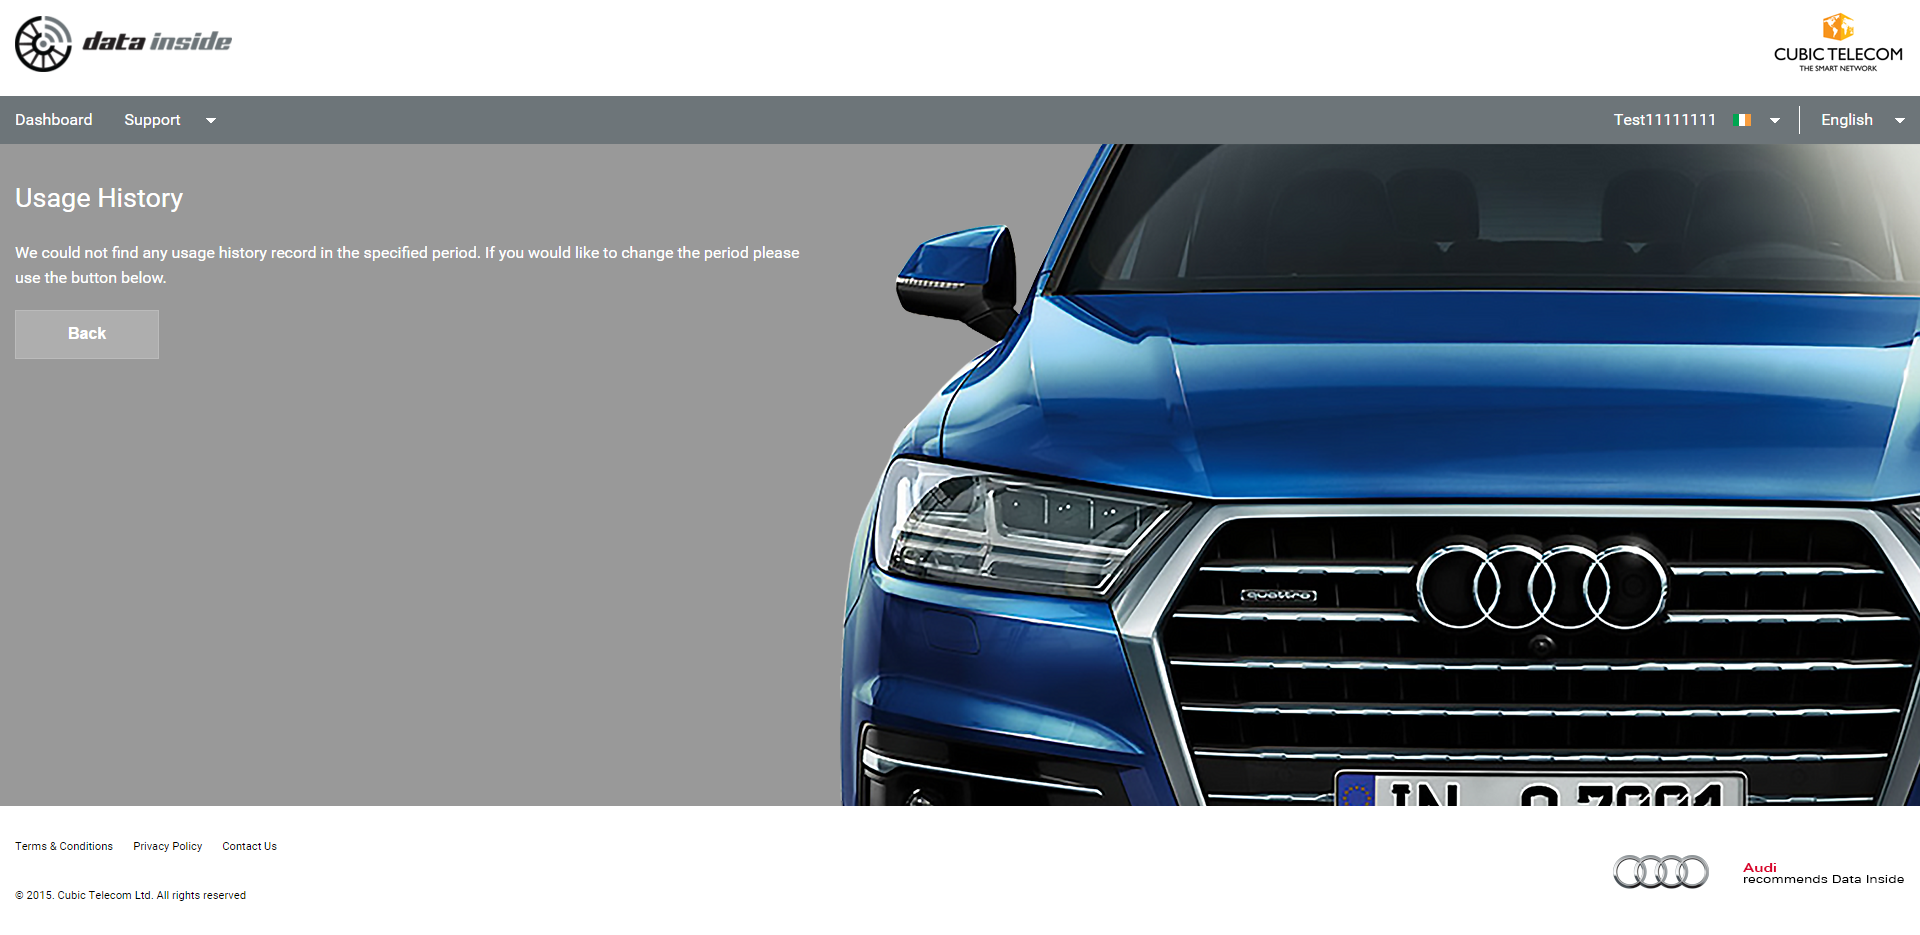 data inside
CUBIC TELECOM
THE SMART NETWORK
Dashboard Support
Test11111111 English
Usage History
We could not find any usage history record in the specified period. If you would like to change the period please
use the button below.
Back
quattro
Terms & Conditions Privacy Policy Contact Us
Audi
recommends Data Inside
© 2015. Cubic Telecom Ltd. All rights reserved